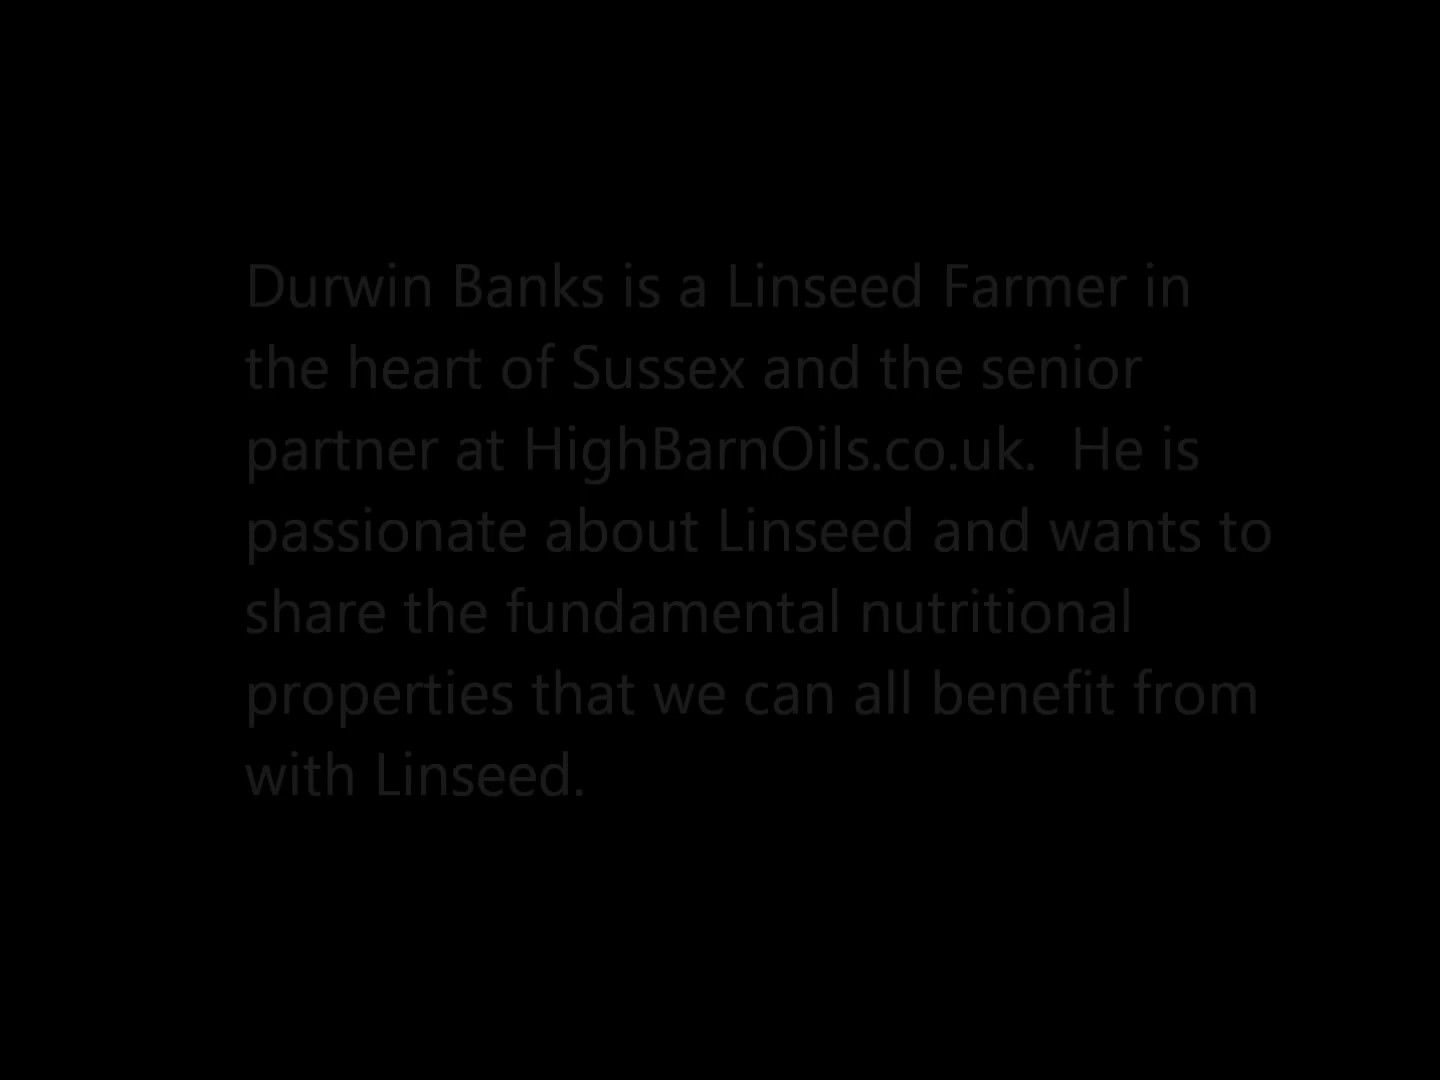 Durwin Banks is a Linseed Farmer in
the heart of Sussex and the senior
partner at HighBarnOils.co.uk.  He is
passionate about Linseed and wants to
share the fundamental nutritional
properties that we can all benefit from
with Linseed.